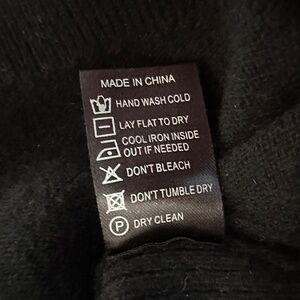 MADE IN CHINA
HAND WASH COLD
LAY FLAT TO DRY
COOL IRON INSIDE
OUT IF NEEDED
DON'T BLEACH
DON'T TUMBLE DRY
P DRY CLEAN